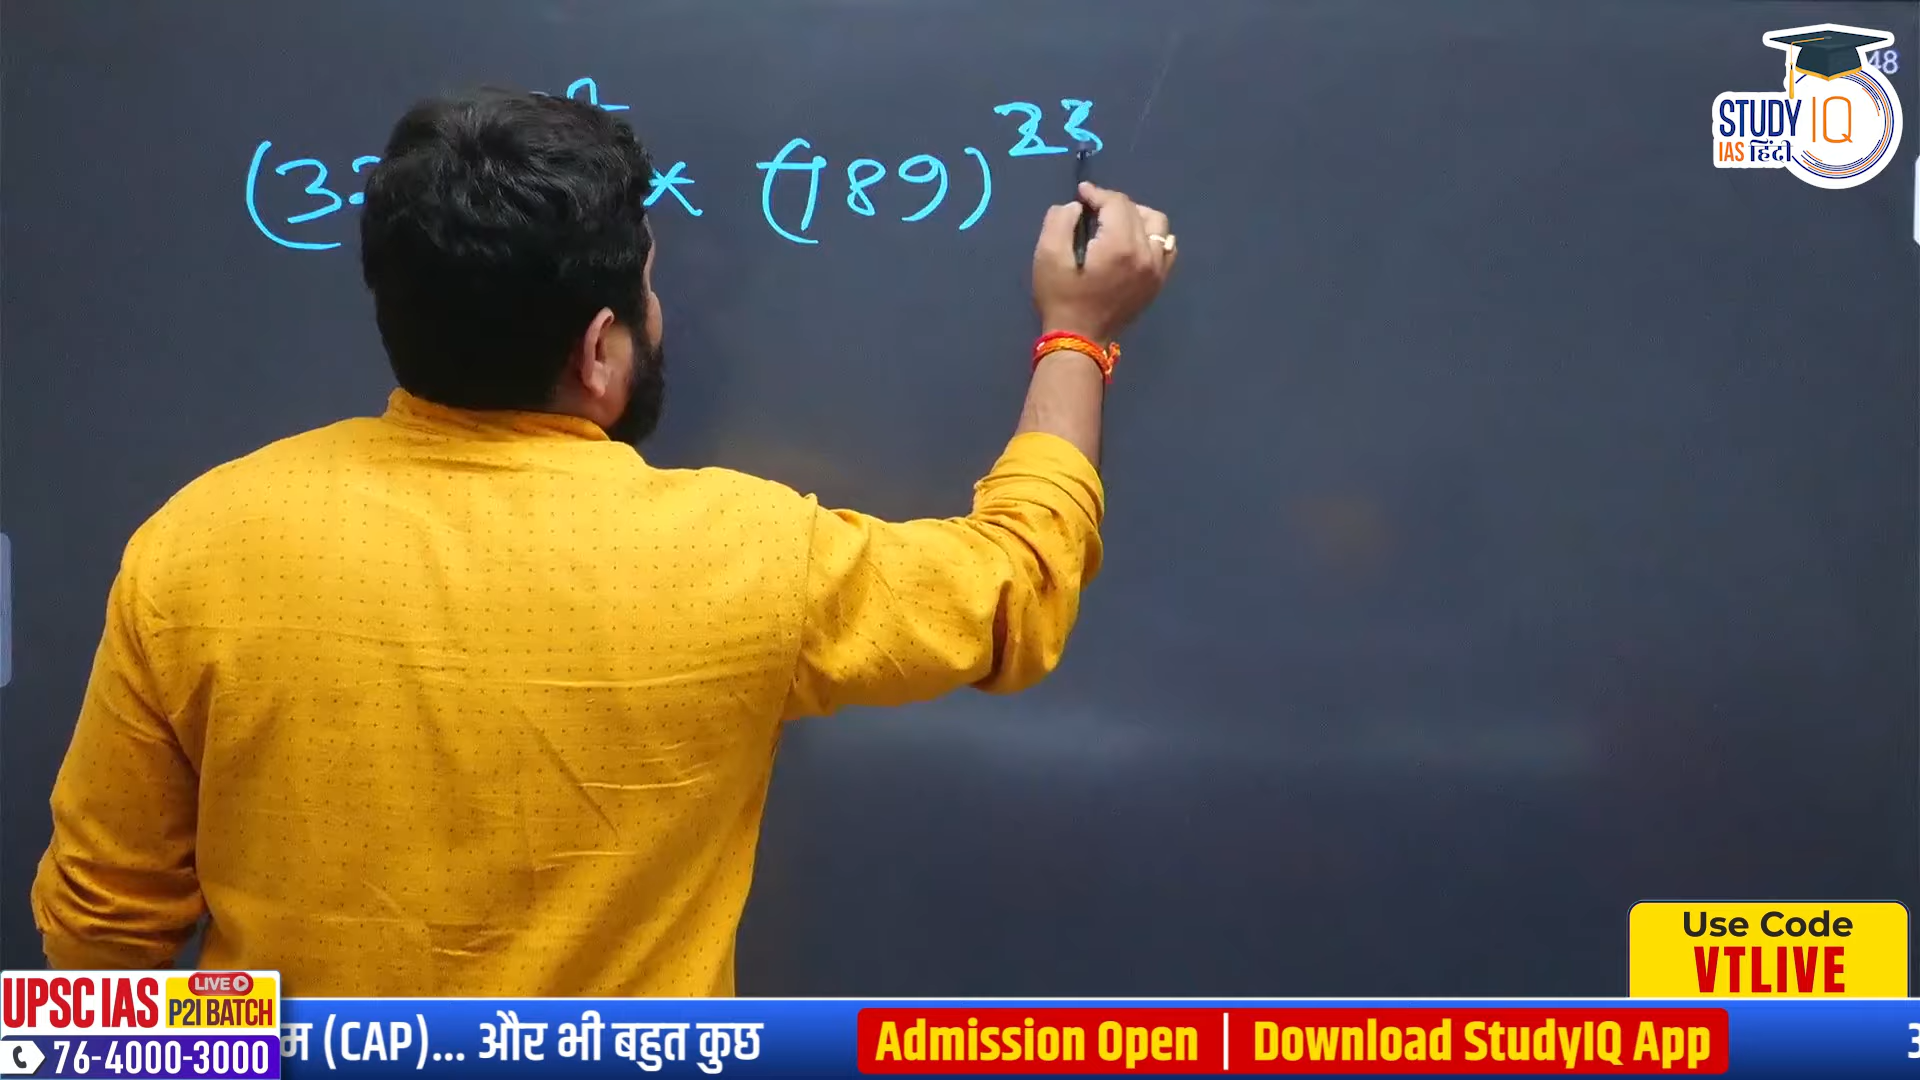 48
STUDY IQ
IAS हिंदी
× (189)²³
Use Code
VTLIVE
UPSC IAS
LIVE
P2I BATCH
76-4000-3000
म (CAP)... और भी बहुत कुछ
Admission Open | Download StudyIQ App